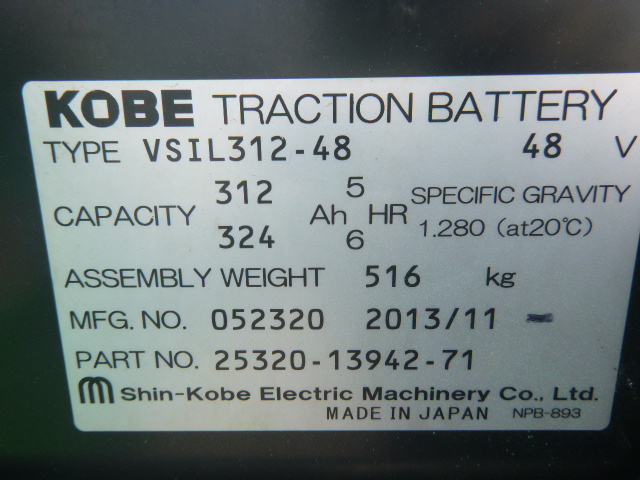 KOBE TRACTION BATTERY
TYPE VSIL312-48 48 V
CAPACITY 312 Ah 5 HR SPECIFIC GRAVITY
324 6 1.280 (at20℃)
ASSEMBLY WEIGHT 516 kg
MFG. NO. 052320 2013/11 -
PART NO. 25320-13942-71
Shin-Kobe Electric Machinery Co., Ltd.
MADE IN JAPAN NPB-893